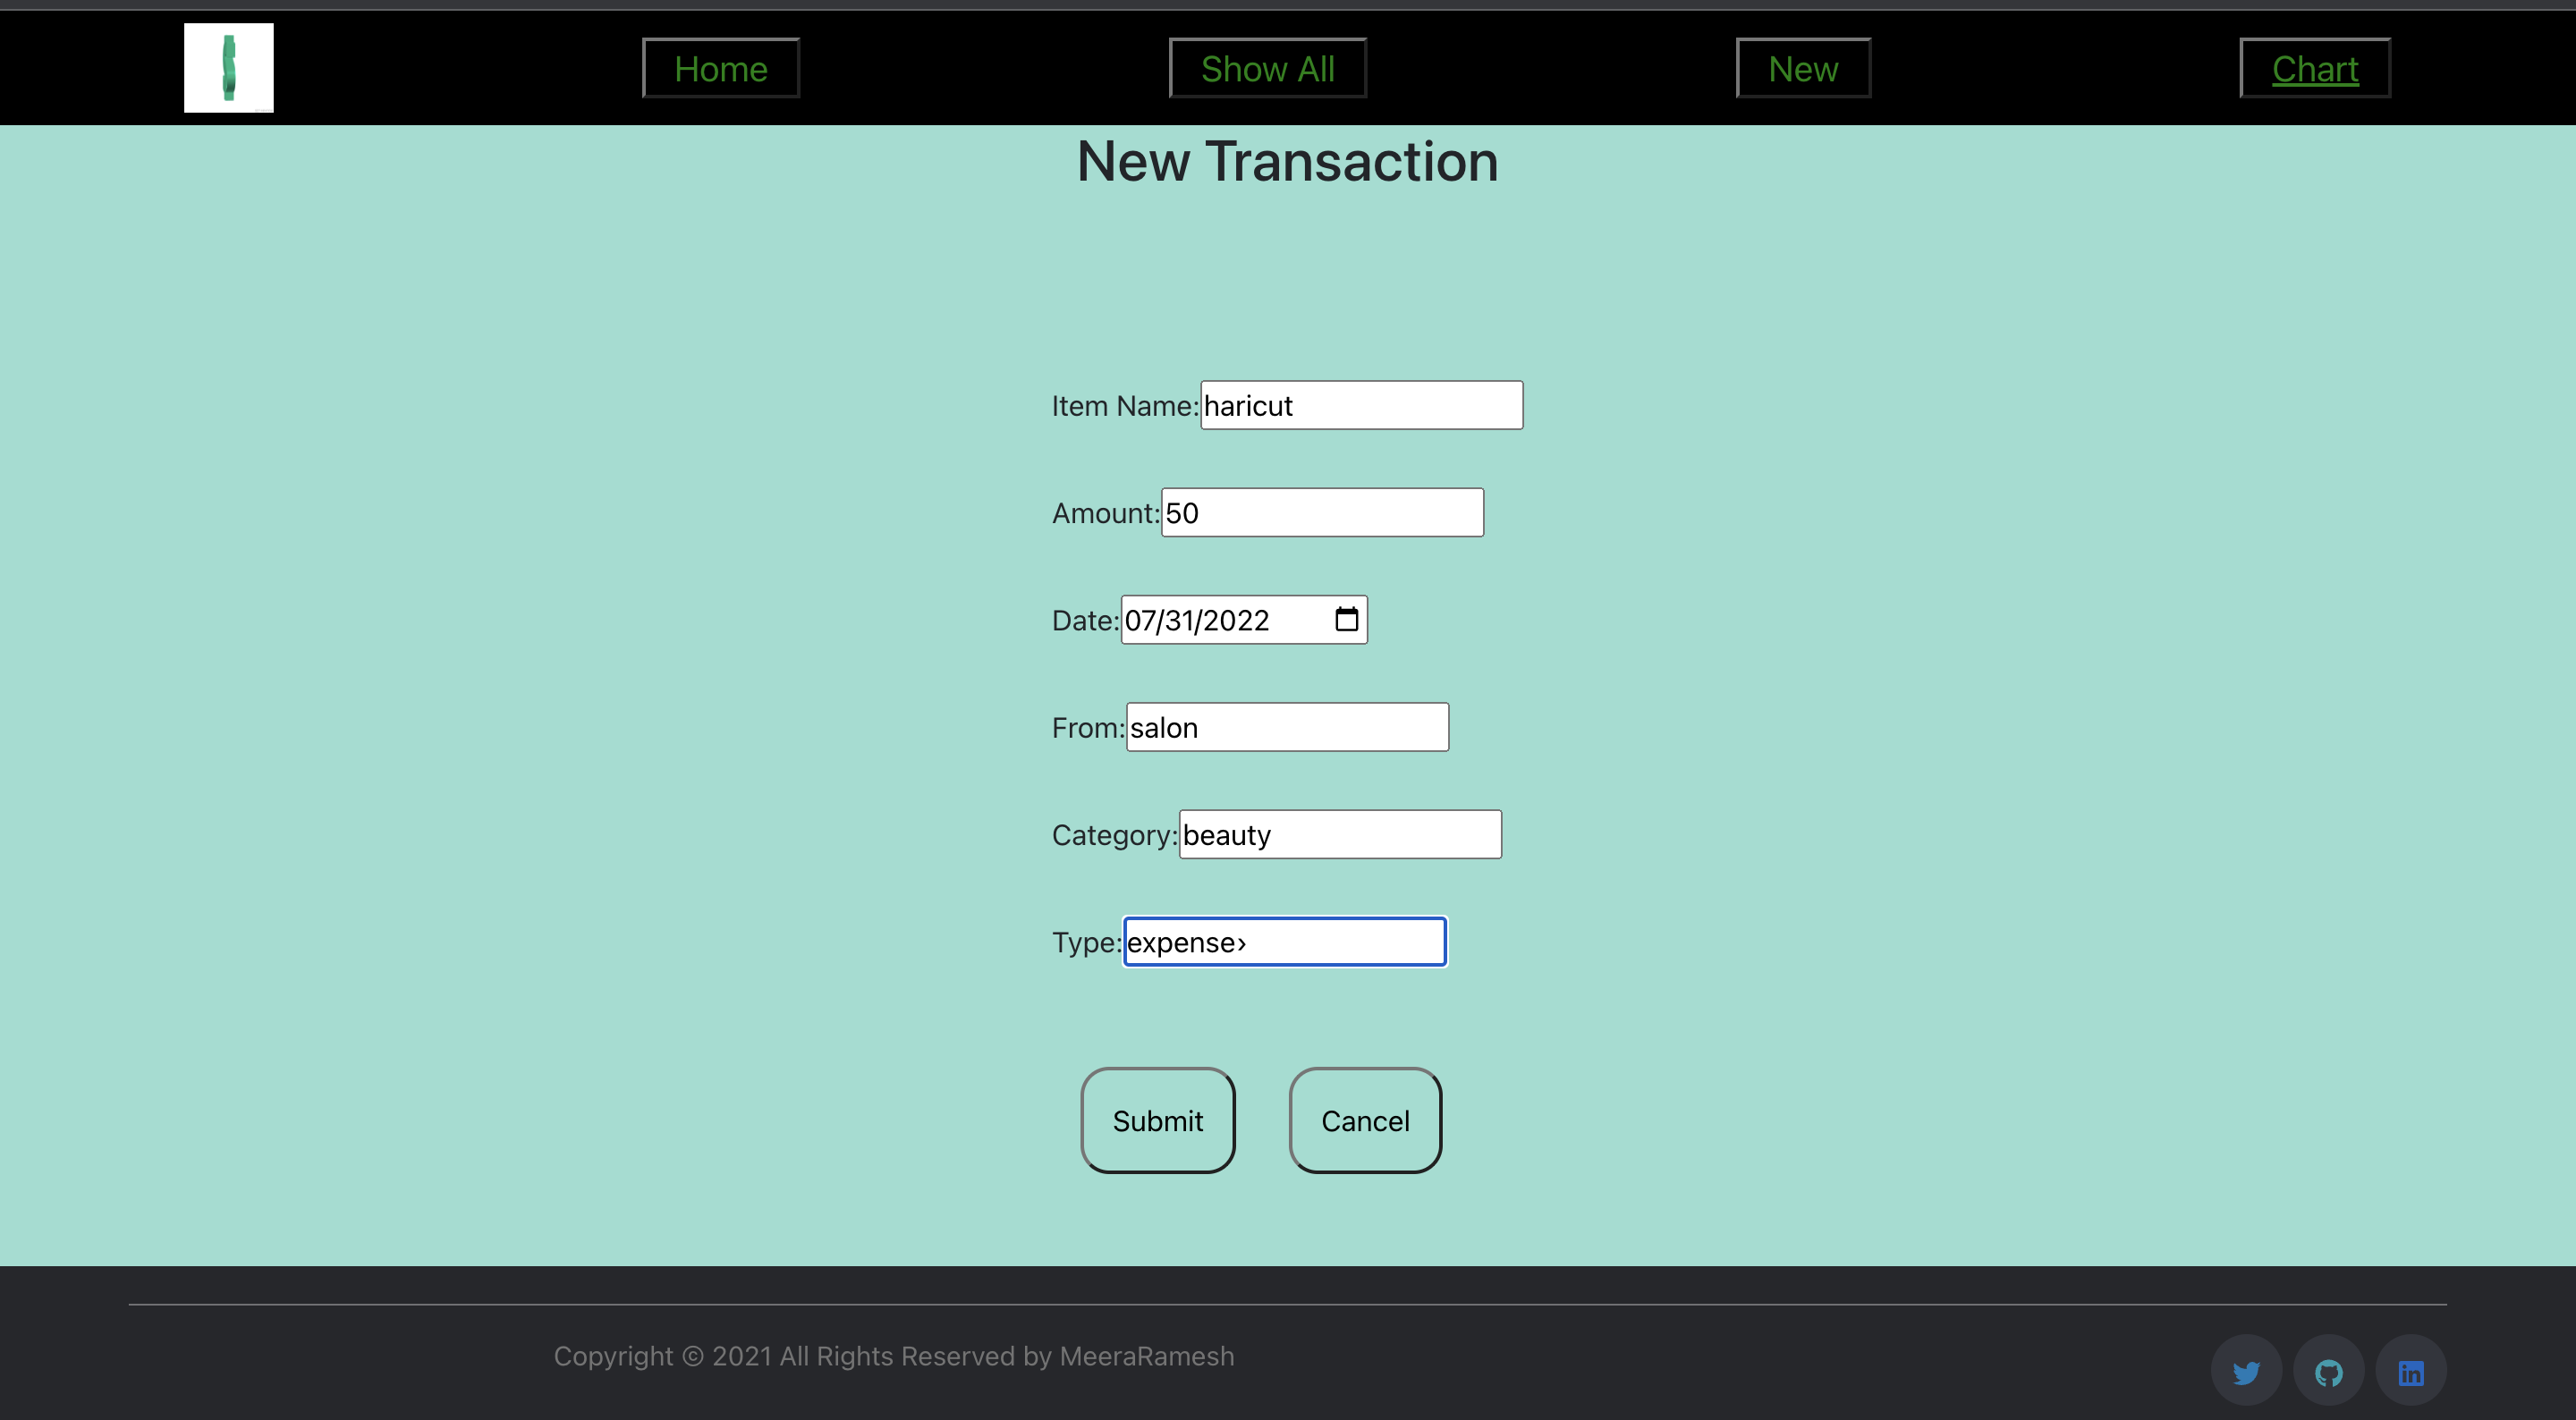 Home Show All New Chart
New Transaction
Item Name: haricut
Amount: 50
Date: 07/31/2022
From: salon
Category: beauty
Type: expense›
Submit Cancel
Copyright © 2021 All Rights Reserved by MeeraRamesh